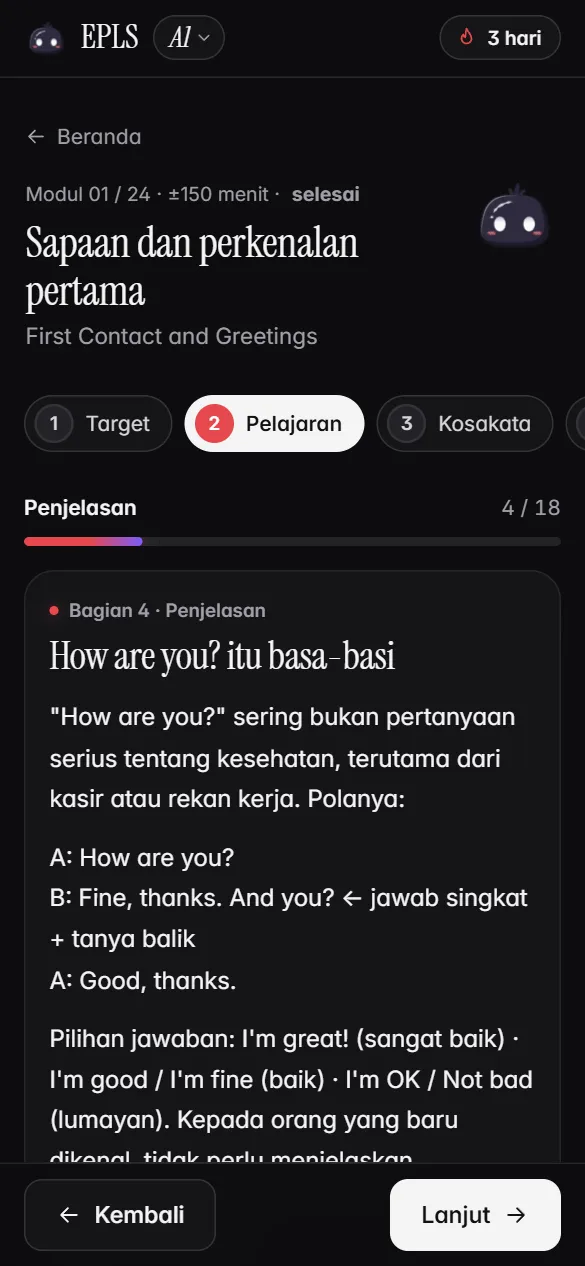 EPLS A1 3 hari
← Beranda
Modul 01 / 24 · ±150 menit · selesai
Sapaan dan perkenalan
pertama
First Contact and Greetings
1 Target 2 Pelajaran 3 Kosakata
Penjelasan 4 / 18
Bagian 4 · Penjelasan
How are you? itu basa-basi
"How are you?" sering bukan pertanyaan
serius tentang kesehatan, terutama dari
kasir atau rekan kerja. Polanya:
A: How are you?
B: Fine, thanks. And you? ← jawab singkat
+ tanya balik
A: Good, thanks.
Pilihan jawaban: I'm great! (sangat baik) ·
I'm good / I'm fine (baik) · I'm OK / Not bad
(lumayan). Kepada orang yang baru
dikenal, tidak perlu menjelaskan
← Kembali Lanjut →